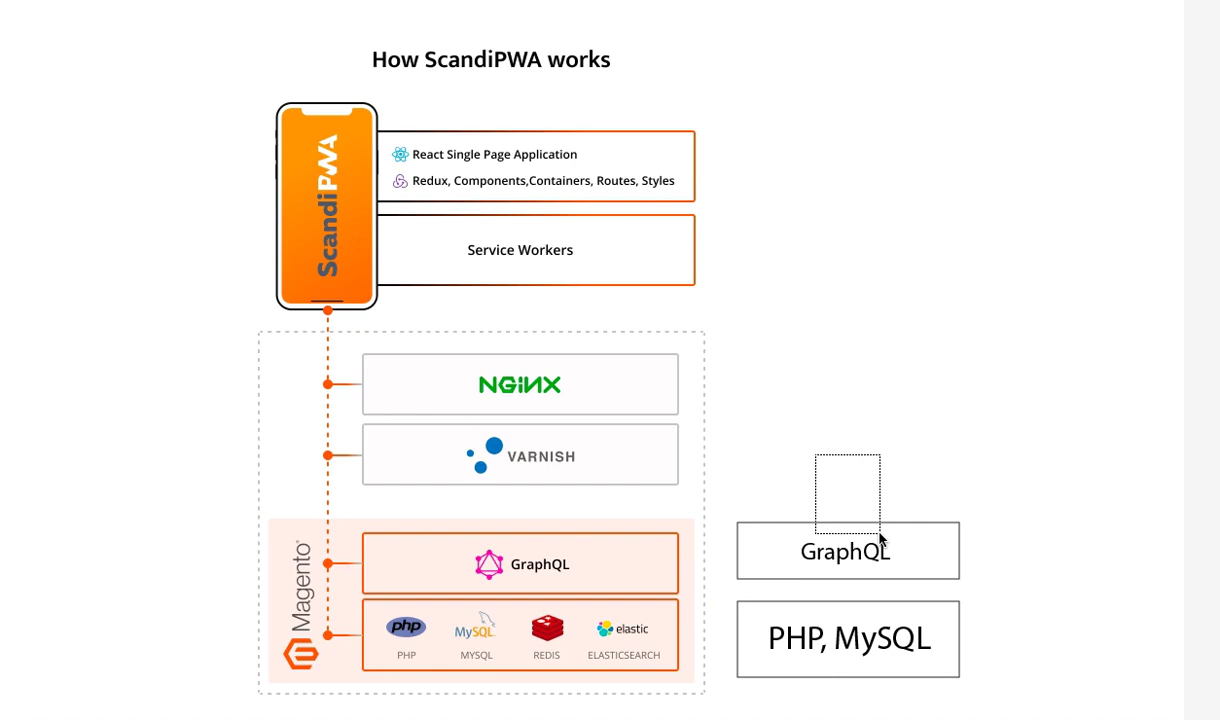 How ScandiPWA works
ScandiPWA
React Single Page Application
Redux, Components,Containers, Routes, Styles
Service Workers
NGiNX
VARNISH
Magento
GraphQL
php
MySQL
elastic
PHP
MYSQL
REDIS
ELASTICSEARCH
GraphQL
PHP, MySQL